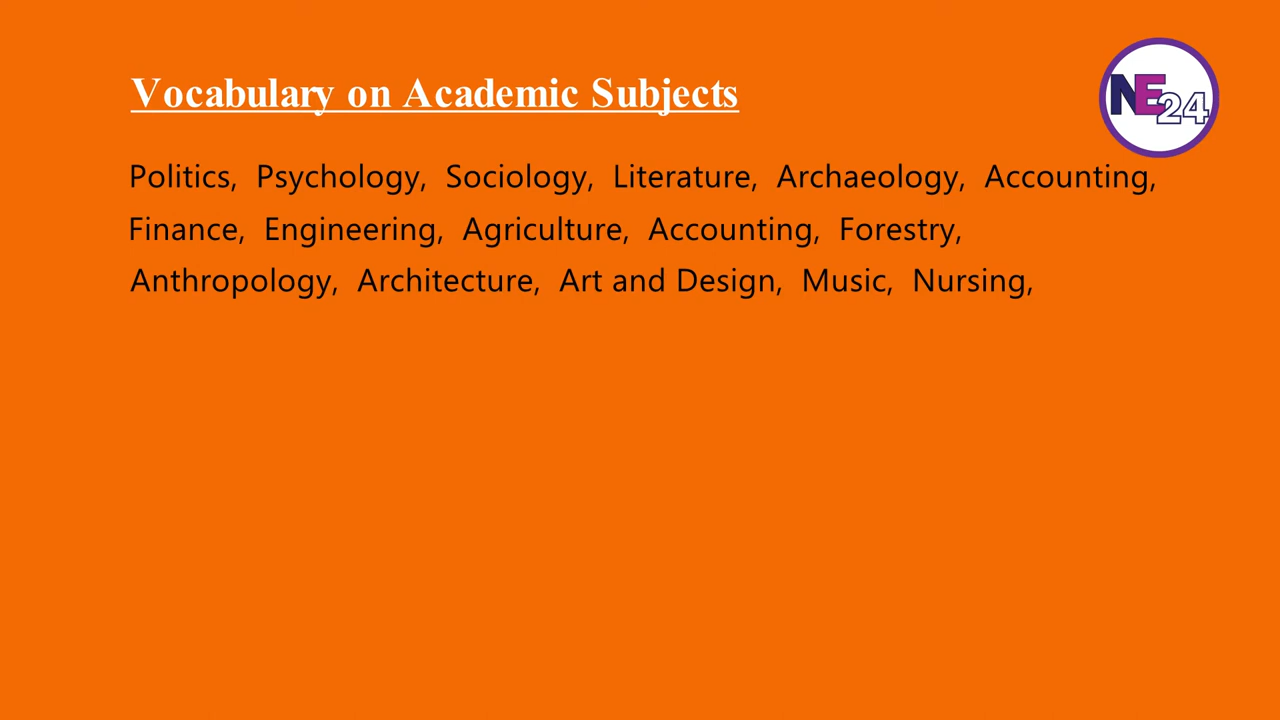 Vocabulary on Academic Subjects
NE24
Politics, Psychology, Sociology, Literature, Archaeology, Accounting,
Finance, Engineering, Agriculture, Accounting, Forestry,
Anthropology, Architecture, Art and Design, Music, Nursing,